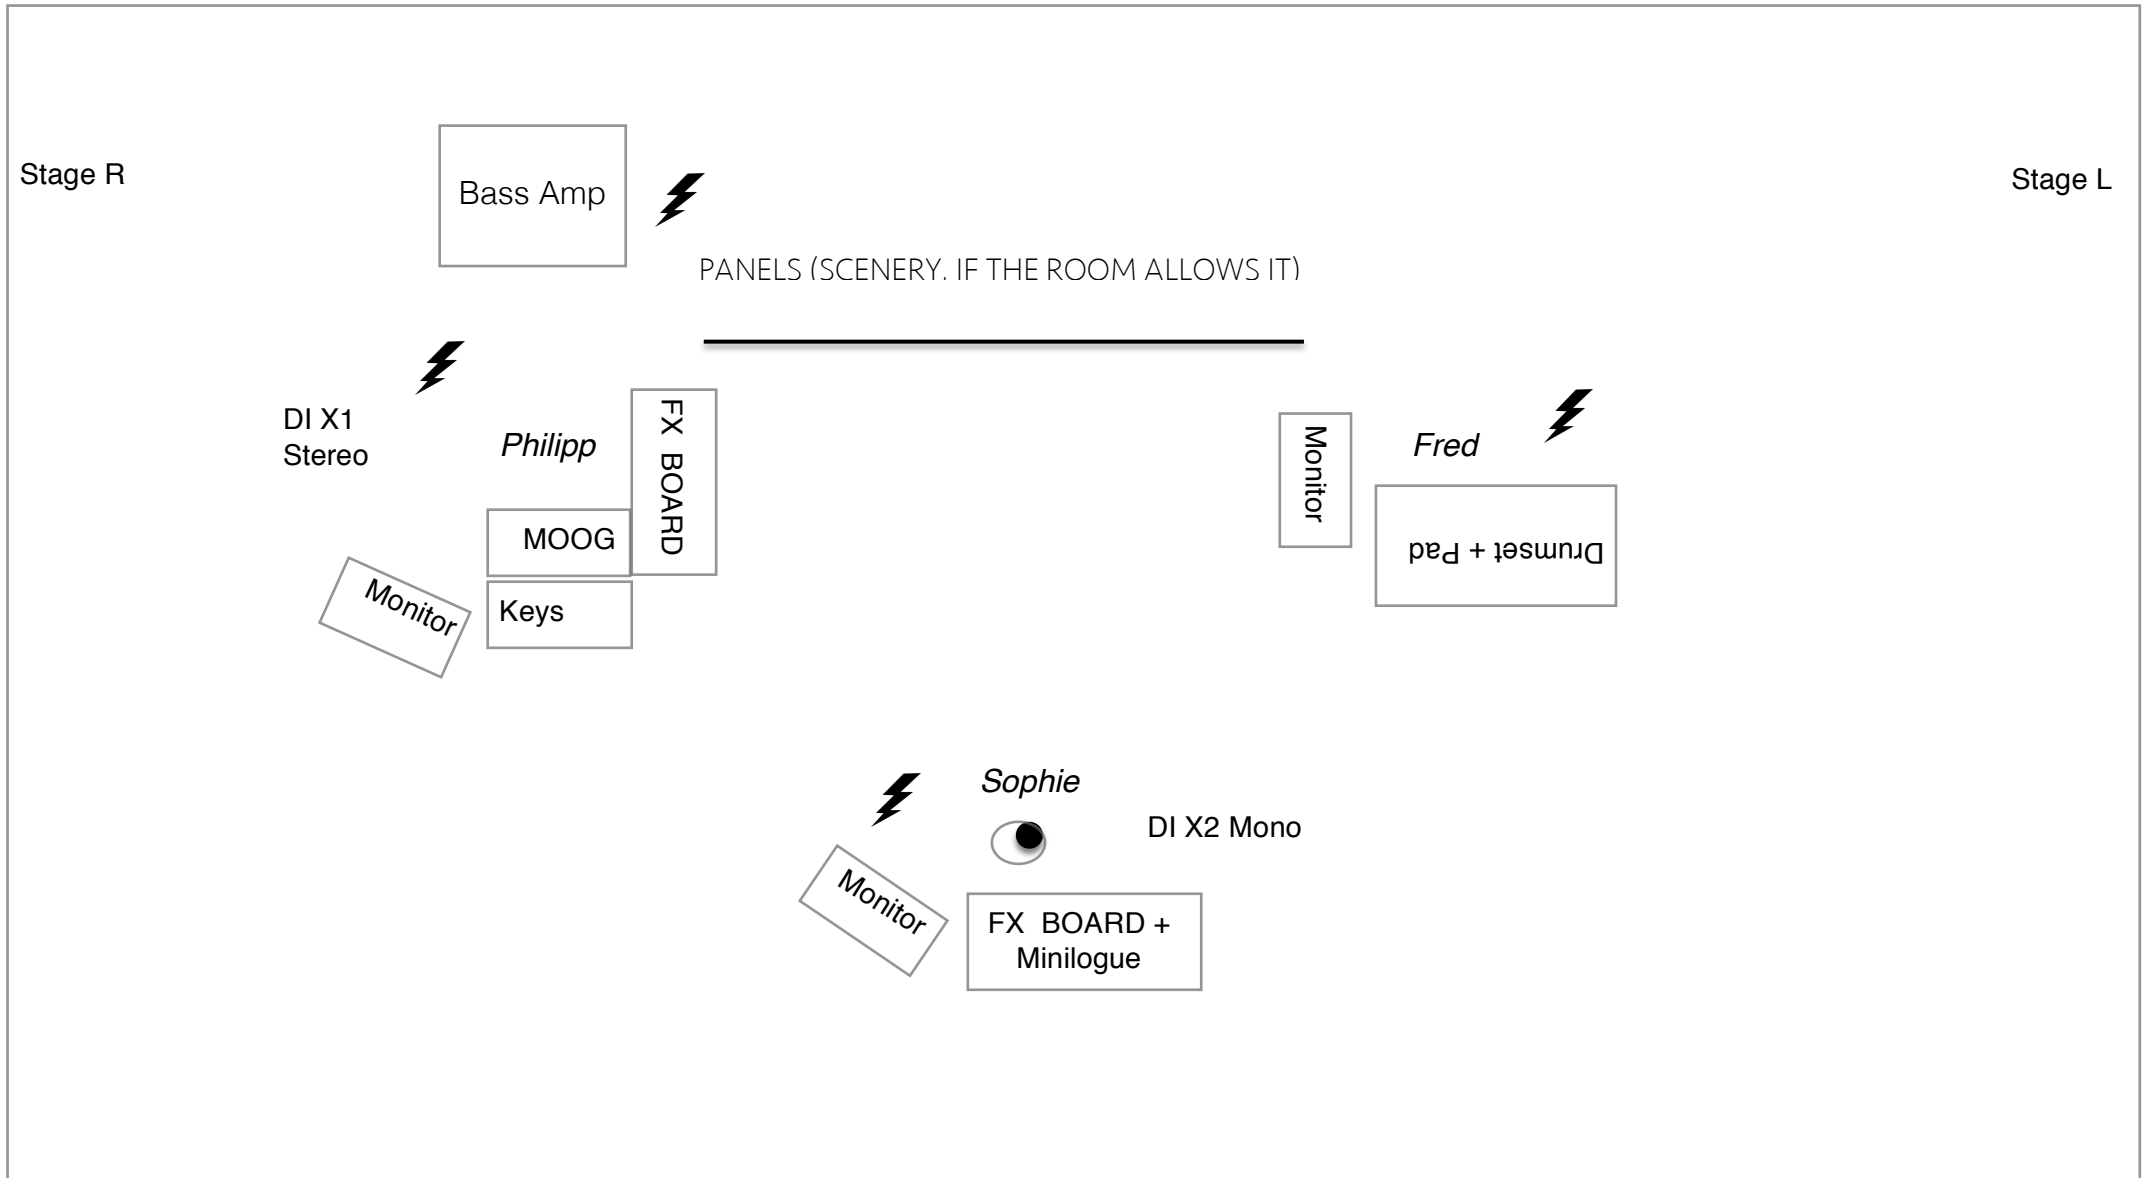 Stage R
Stage L
Bass Amp
PANELS (SCENERY. IF THE ROOM ALLOWS IT)
DI X1
Stereo
Philipp
FX BOARD
MOOG
Keys
Monitor
Monitor
Fred
Drumset + Pad
Sophie
DI X2 Mono
Monitor
FX BOARD +
Minilogue